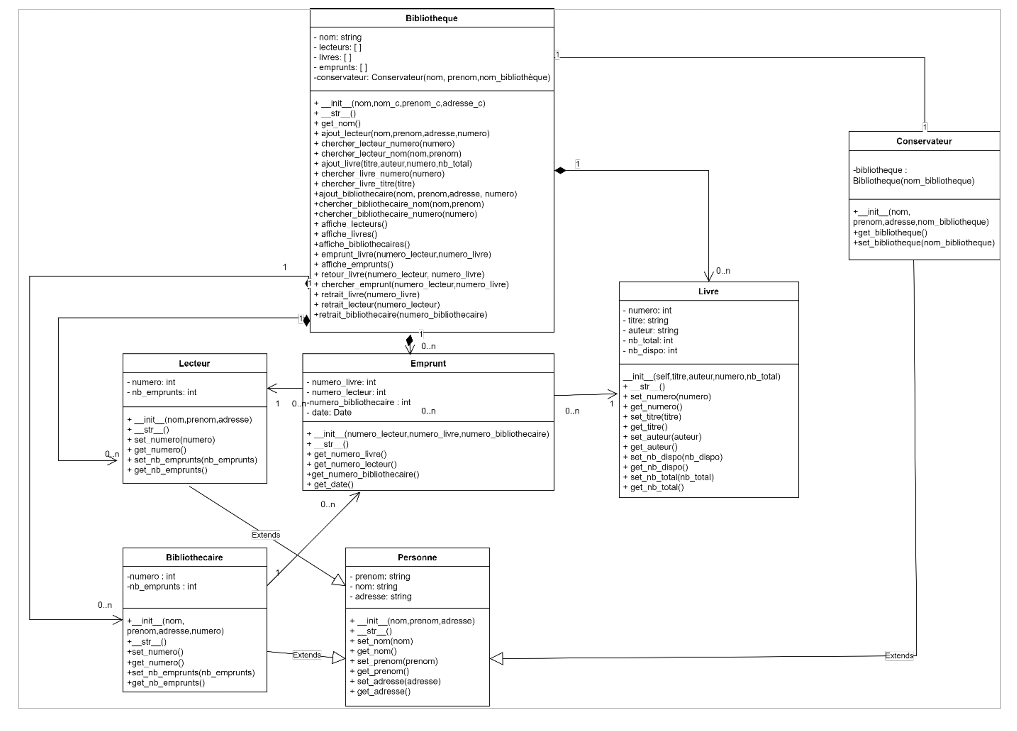 Bibliotheque
- nom: string
- lecteurs: [ ]
- livres: [ ]
- emprunts: [ ]
-conservateur: Conservateur(nom, prenom,nom_bibliothèque)
+ __init__(nom,nom_c,prenom_c,adresse_c)
+ __str__()
+ get_nom()
+ ajout_lecteur(nom,prenom,adresse,numero)
+ chercher_lecteur_numero(numero)
+ chercher_lecteur_nom(nom,prenom)
+ ajout_livre(titre,auteur,numero,nb_total)
+ chercher_livre_numero(numero)
+ chercher_livre_titre(titre)
+ajout_bibliothecaire(nom, prenom,adresse, numero)
+chercher_bibliothecaire_nom(nom,prenom)
+chercher_bibliothecaire_numero(numero)
+ affiche_lecteurs()
+ affiche_livres()
+affiche_bibliothecaires()
+ emprunt_livre(numero_lecteur,numero_livre)
+ affiche_emprunts()
+ retour_livre(numero_lecteur, numero_livre)
+ chercher_emprunt(numero_lecteur,numero_livre)
+ retrait_livre(numero_livre)
+ retrait_lecteur(numero_lecteur)
+retrait_bibliothecaire(numero_bibliothecaire)
1
1
Conservateur
-bibliotheque :
Bibliotheque(nom_bibliotheque)
+__init__(nom,
prenom,adresse,nom_bibliotheque)
+get_bibliotheque()
+set_bibliotheque(nom_bibliotheque)
1
0..n
1
1
1
1
0..n
Livre
- numero: int
- titre: string
- auteur: string
- nb_total: int
- nb_dispo: int
__init__(self,titre,auteur,numero,nb_total)
+ __str__()
+ set_numero(numero)
+ get_numero()
+ set_titre(titre)
+ get_titre()
+ set_auteur(auteur)
+ get_auteur()
+ set_nb_dispo(nb_dispo)
+ get_nb_dispo()
+ set_nb_total(nb_total)
+ get_nb_total()
Lecteur
- numero: int
- nb_emprunts: int
+ __init__(nom,prenom,adresse)
+ __str__()
+ set_numero(numero)
+ get_numero()
+ set_nb_emprunts(nb_emprunts)
+ get_nb_emprunts()
0..n
Emprunt
- numero_livre: int
- numero_lecteur: int
-numero_bibliothecaire : int
- date: Date
+ __init__(numero_lecteur,numero_livre,numero_bibliothecaire)
+ __str__()
+ get_numero_livre()
+ get_numero_lecteur()
+get_numero_bibliothecaire()
+ get_date()
1
0..n
0..n
0..n
1
0..n
Extends
1
Bibliothecaire
-numero : int
-nb_emprunts : int
+__init__(nom,
prenom,adresse,numero)
+__str__()
+set_numero()
+get_numero()
+set_nb_emprunts(nb_emprunts)
+get_nb_emprunts()
0..n
Personne
- prenom: string
- nom: string
- adresse: string
+ __init__(nom,prenom,adresse)
+ __str__()
+ set_nom(nom)
+ get_nom()
+ set_prenom(prenom)
+ get_prenom()
+ set_adresse(adresse)
+ get_adresse()
Extends
Extends